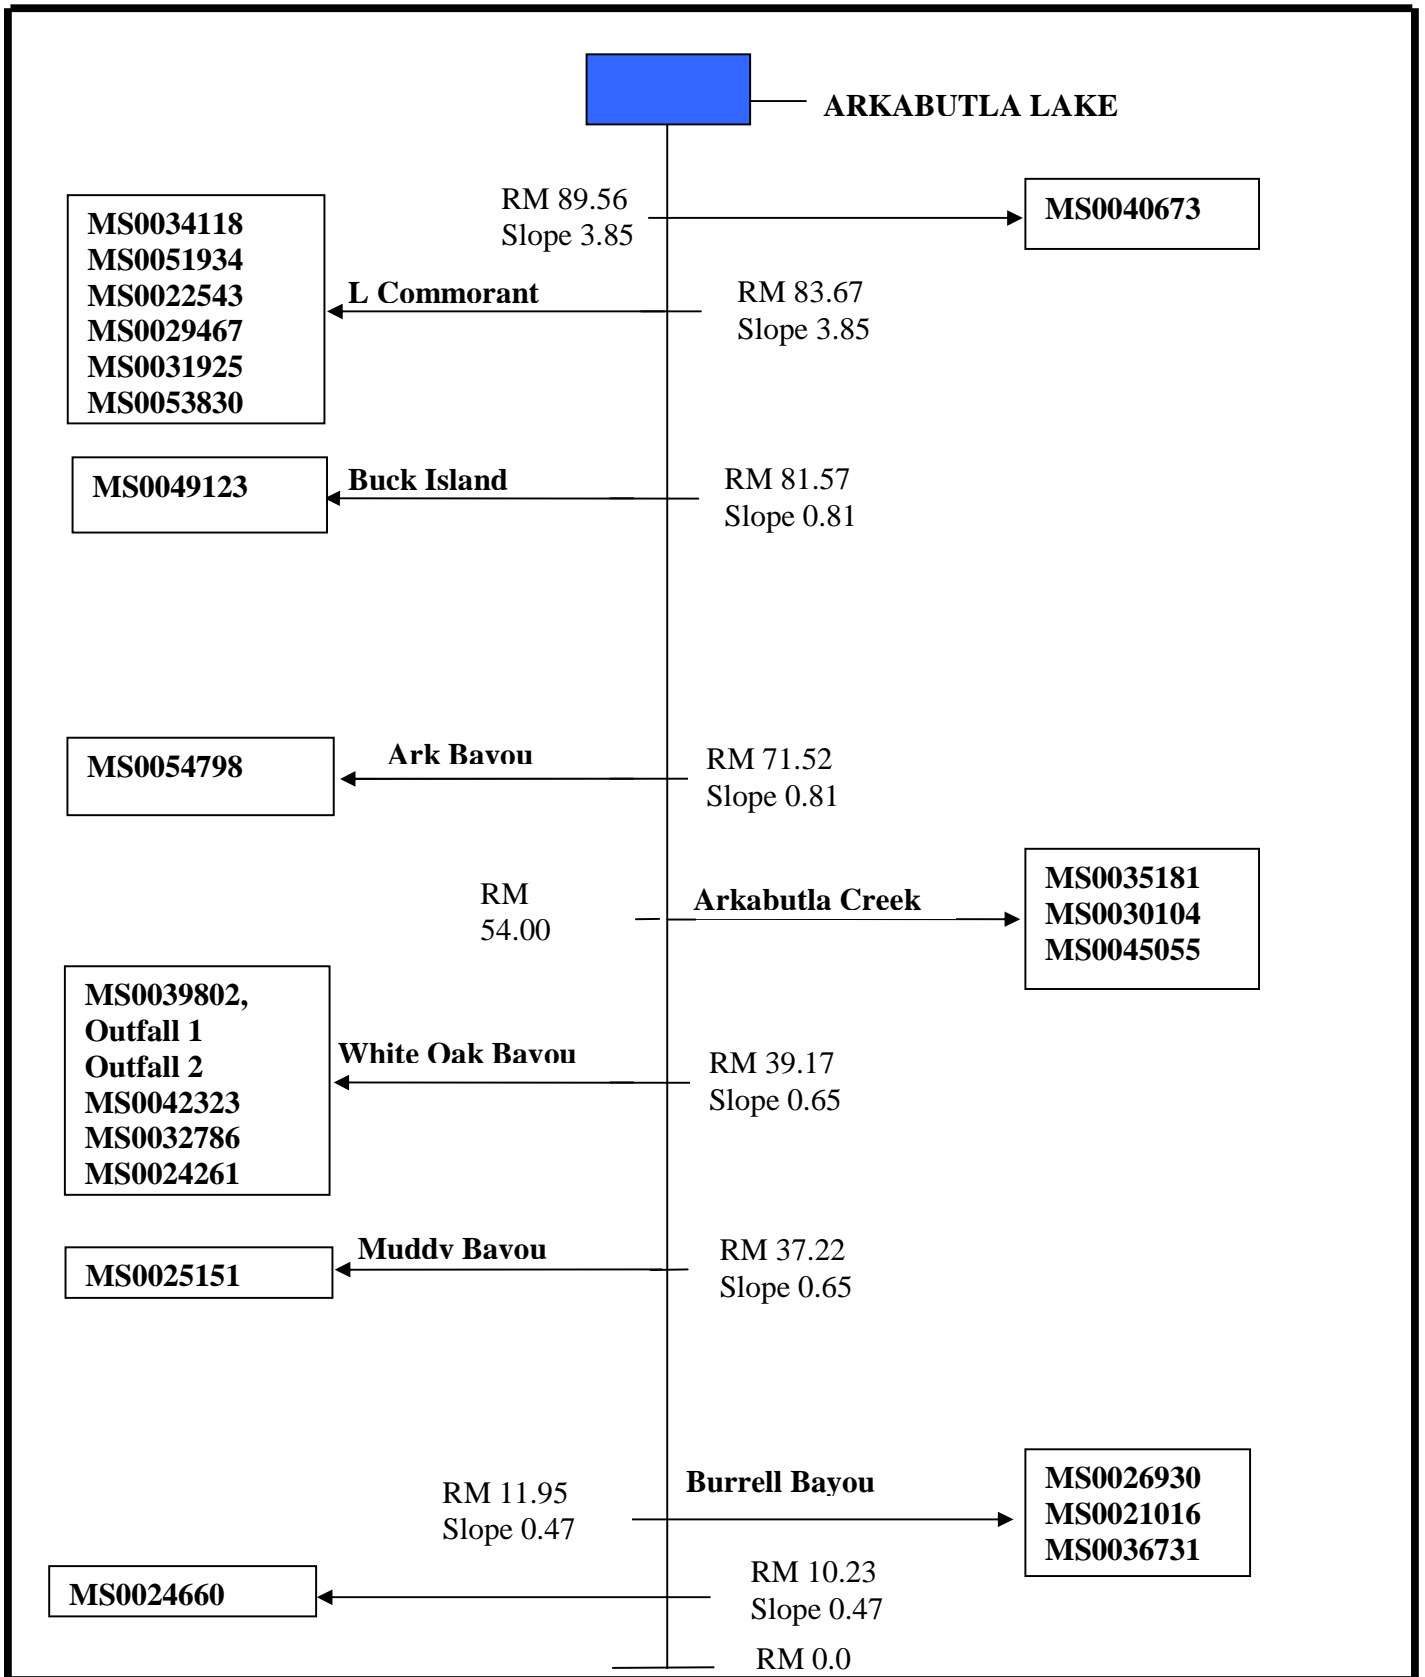 ARKABUTLA LAKE
RM 89.56
Slope 3.85
MS0040673
MS0034118
MS0051934
MS0022543
MS0029467
MS0031925
MS0053830
L Commorant
RM 83.67
Slope 3.85
MS0049123
Buck Island
RM 81.57
Slope 0.81
MS0054798
Ark Bayou
RM 71.52
Slope 0.81
RM
54.00
Arkabutla Creek
MS0035181
MS0030104
MS0045055
MS0039802,
Outfall 1
Outfall 2
MS0042323
MS0032786
MS0024261
White Oak Bayou
RM 39.17
Slope 0.65
MS0025151
Muddy Bayou
RM 37.22
Slope 0.65
RM 11.95
Slope 0.47
Burrell Bayou
MS0026930
MS0021016
MS0036731
MS0024660
RM 10.23
Slope 0.47
RM 0.0